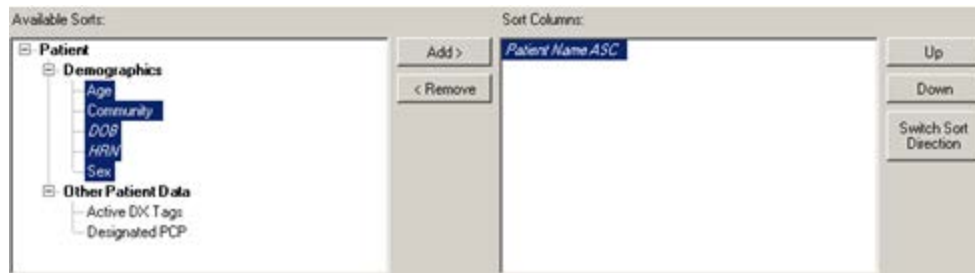 Available Sorts:
Sort Columns:
Patient
Demographics
Age
Community
DOB
HRN
Sex
Other Patient Data
Active DX Tags
Designated PCP
Add >
< Remove
Patient Name ASC
Up
Down
Switch Sort
Direction